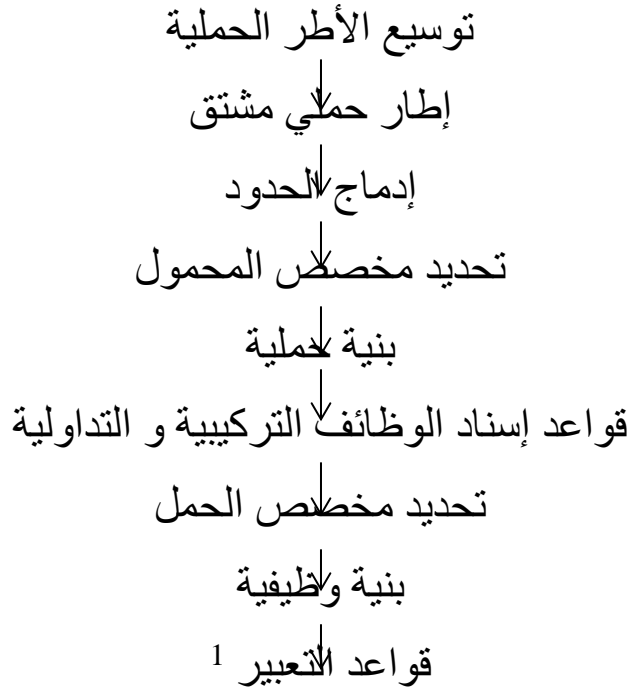 توسيع الأطر الحملية
إطار حملي مشتق
إدماج الحدود
تحديد مخصص المحمول
بنية حملية
قواعد إسناد الوظائف التركيبية و التداولية
تحديد مخصص الحمل
بنية وظيفية
قواعد التعبير 1